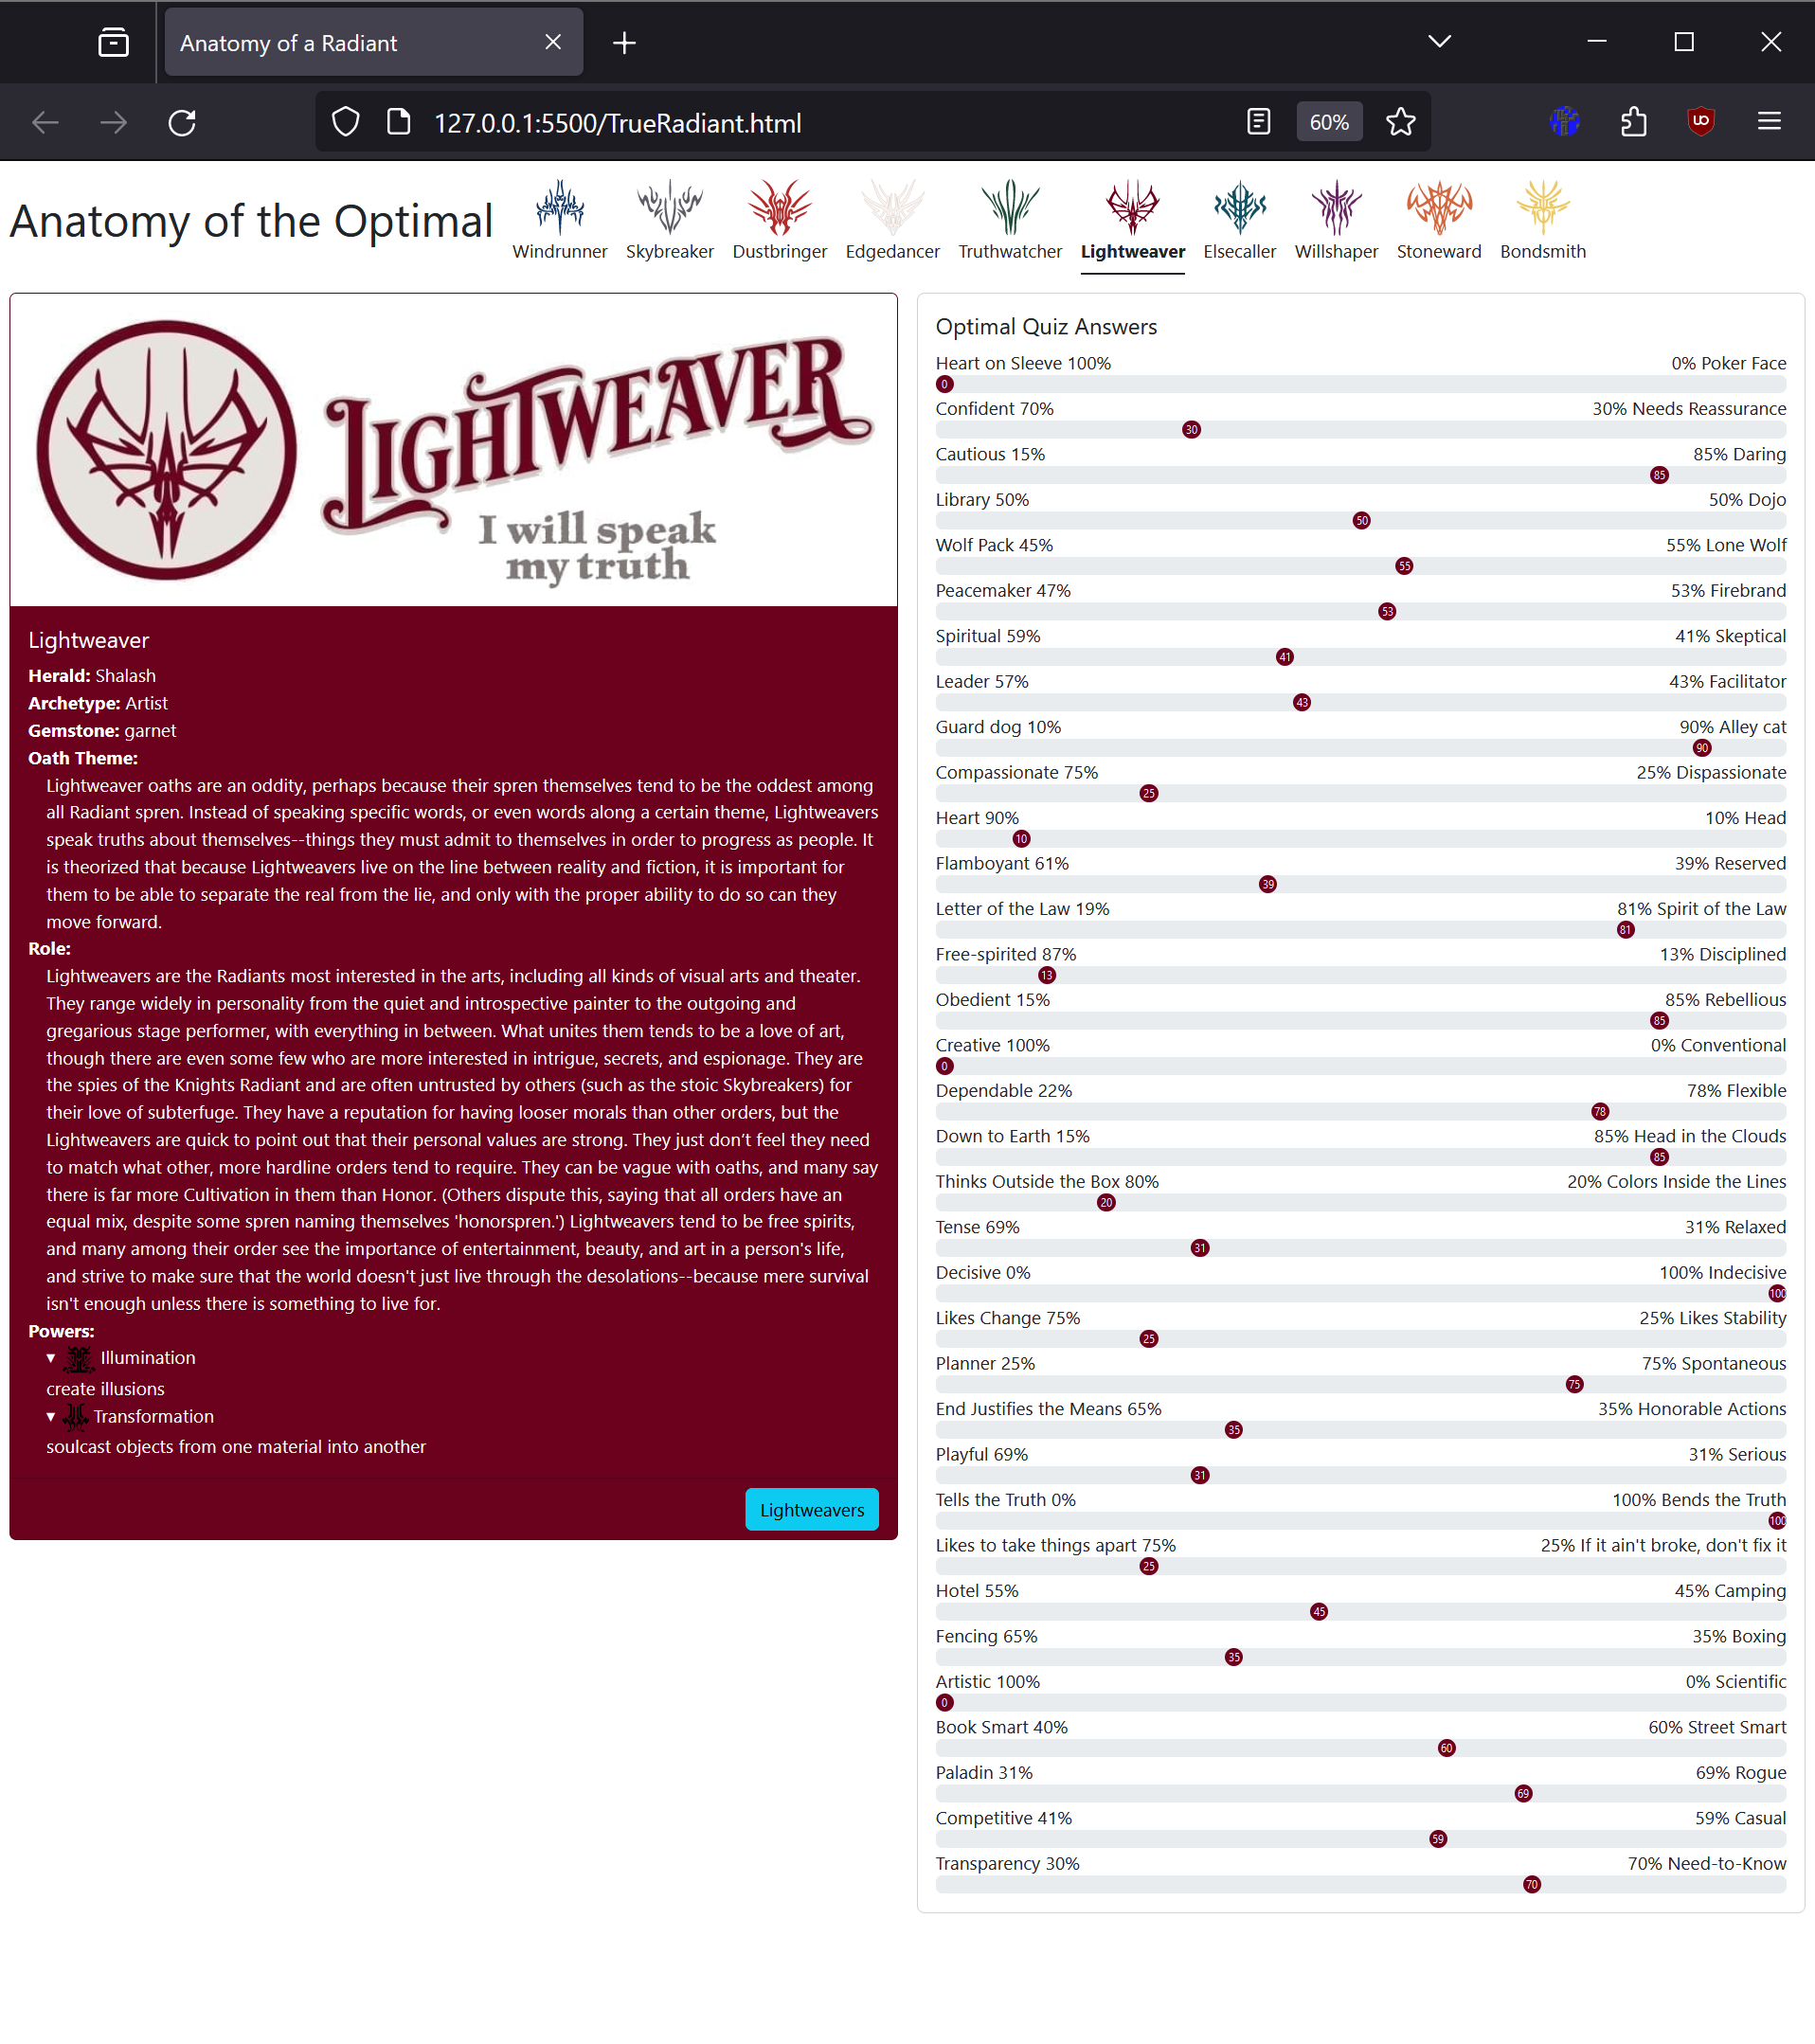 Anatomy of a Radiant
127.0.0.1:5500/TrueRadiant.html
60%
Anatomy of the Optimal
Windrunner
Skybreaker
Dustbringer
Edgedancer
Truthwatcher
Lightweaver
Elsecaller
Willshaper
Stoneward
Bondsmith
LIGHTWEAVER
I will speak
my truth
Lightweaver
Herald: Shalash
Archetype: Artist
Gemstone: garnet
Oath Theme:
Lightweaver oaths are an oddity, perhaps because their spren themselves tend to be the oddest among
all Radiant spren. Instead of speaking specific words, or even words along a certain theme, Lightweavers
speak truths about themselves--things they must admit to themselves in order to progress as people. It
is theorized that because Lightweavers live on the line between reality and fiction, it is important for
them to be able to separate the real from the lie, and only with the proper ability to do so can they
move forward.
Role:
Lightweavers are the Radiants most interested in the arts, including all kinds of visual arts and theater.
They range widely in personality from the quiet and introspective painter to the outgoing and
gregarious stage performer, with everything in between. What unites them tends to be a love of art,
though there are even some few who are more interested in intrigue, secrets, and espionage. They are
the spies of the Knights Radiant and are often untrusted by others (such as the stoic Skybreakers) for
their love of subterfuge. They have a reputation for having looser morals than other orders, but the
Lightweavers are quick to point out that their personal values are strong. They just don’t feel they need
to match what other, more hardline orders tend to require. They can be vague with oaths, and many say
there is far more Cultivation in them than Honor. (Others dispute this, saying that all orders have an
equal mix, despite some spren naming themselves 'honorspren.') Lightweavers tend to be free spirits,
and many among their order see the importance of entertainment, beauty, and art in a person's life,
and strive to make sure that the world doesn't just live through the desolations--because mere survival
isn't enough unless there is something to live for.
Powers:
Illumination
create illusions
Transformation
soulcast objects from one material into another
Lightweavers
Optimal Quiz Answers
Heart on Sleeve 100% 0% Poker Face
0
Confident 70% 30% Needs Reassurance
30
Cautious 15% 85% Daring
85
Library 50% 50% Dojo
50
Wolf Pack 45% 55% Lone Wolf
55
Peacemaker 47% 53% Firebrand
53
Spiritual 59% 41% Skeptical
41
Leader 57% 43% Facilitator
43
Guard dog 10% 90% Alley cat
90
Compassionate 75% 25% Dispassionate
25
Heart 90% 10% Head
10
Flamboyant 61% 39% Reserved
39
Letter of the Law 19% 81% Spirit of the Law
81
Free-spirited 87% 13% Disciplined
13
Obedient 15% 85% Rebellious
85
Creative 100% 0% Conventional
0
Dependable 22% 78% Flexible
78
Down to Earth 15% 85% Head in the Clouds
85
Thinks Outside the Box 80% 20% Colors Inside the Lines
20
Tense 69% 31% Relaxed
31
Decisive 0% 100% Indecisive
100
Likes Change 75% 25% Likes Stability
25
Planner 25% 75% Spontaneous
75
End Justifies the Means 65% 35% Honorable Actions
35
Playful 69% 31% Serious
31
Tells the Truth 0% 100% Bends the Truth
100
Likes to take things apart 75% 25% If it ain't broke, don't fix it
25
Hotel 55% 45% Camping
45
Fencing 65% 35% Boxing
35
Artistic 100% 0% Scientific
0
Book Smart 40% 60% Street Smart
60
Paladin 31% 69% Rogue
69
Competitive 41% 59% Casual
59
Transparency 30% 70% Need-to-Know
70